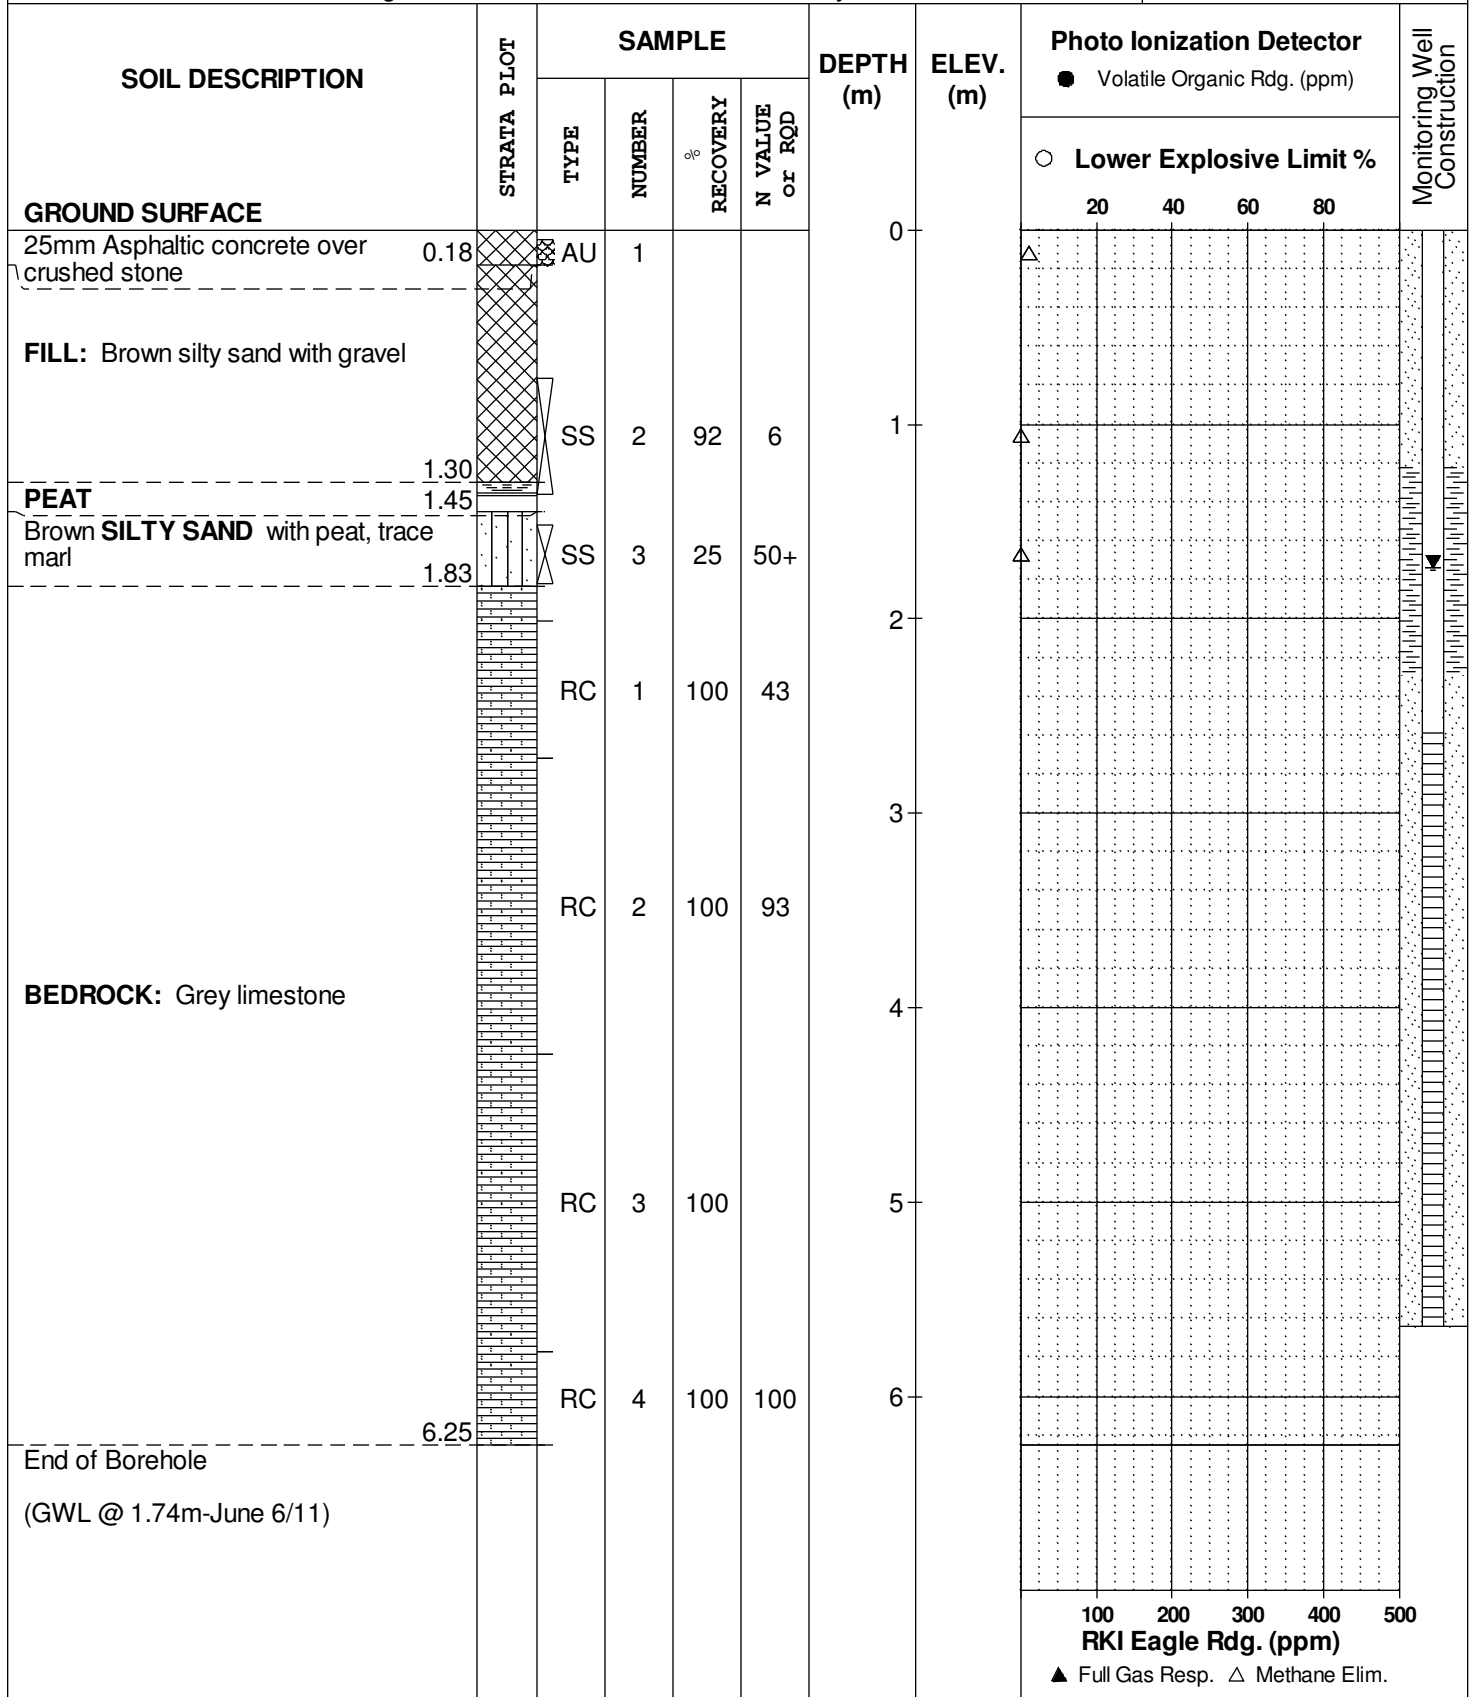 SOIL DESCRIPTION
STRATA PLOT
SAMPLE
TYPE
NUMBER
%
RECOVERY
N VALUE
or RQD
DEPTH
(m)
ELEV.
(m)
Photo Ionization Detector
● Volatile Organic Rdg. (ppm)
○ Lower Explosive Limit %
Monitoring Well
Construction
20 40 60 80
GROUND SURFACE
0
25mm Asphaltic concrete over
crushed stone
0.18
AU 1
FILL: Brown silty sand with gravel
1
SS 2 92 6
1.30
PEAT
1.45
Brown SILTY SAND with peat, trace
marl
SS 3 25 50+
1.83
2
RC 1 100 43
3
RC 2 100 93
BEDROCK: Grey limestone
4
RC 3 100
5
RC 4 100 100
6
6.25
End of Borehole
(GWL @ 1.74m-June 6/11)
100 200 300 400 500
RKI Eagle Rdg. (ppm)
▲ Full Gas Resp. △ Methane Elim.